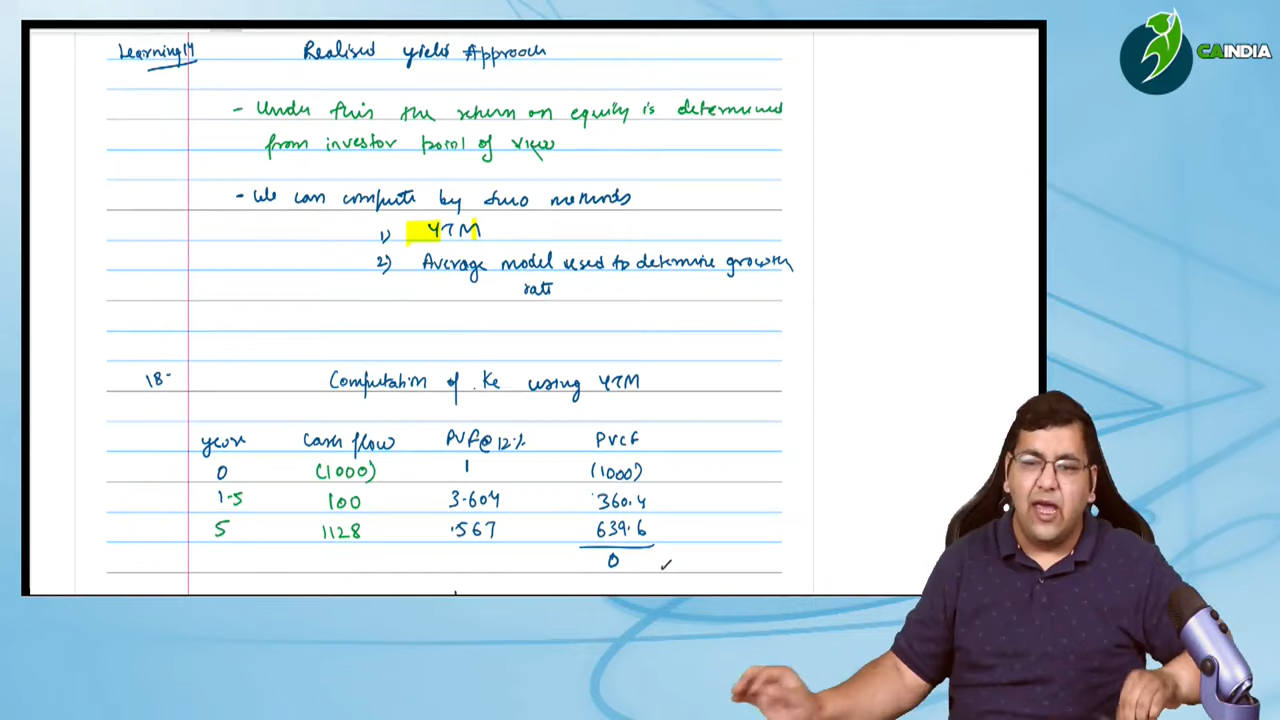 Learning 14 Realised yield Approach
CAINDIA
- Under this the return on equity is determined
from investor point of view
- We can compute by two methods
1) YTM
2) Average model used to determine growth
rate
18- Computation of Ke using YTM
year Cash flow PVF@12% PVCF
0 (1000) 1 (1000)
1-5 100 3.604 360.4
5 1128 .567 639.6
0